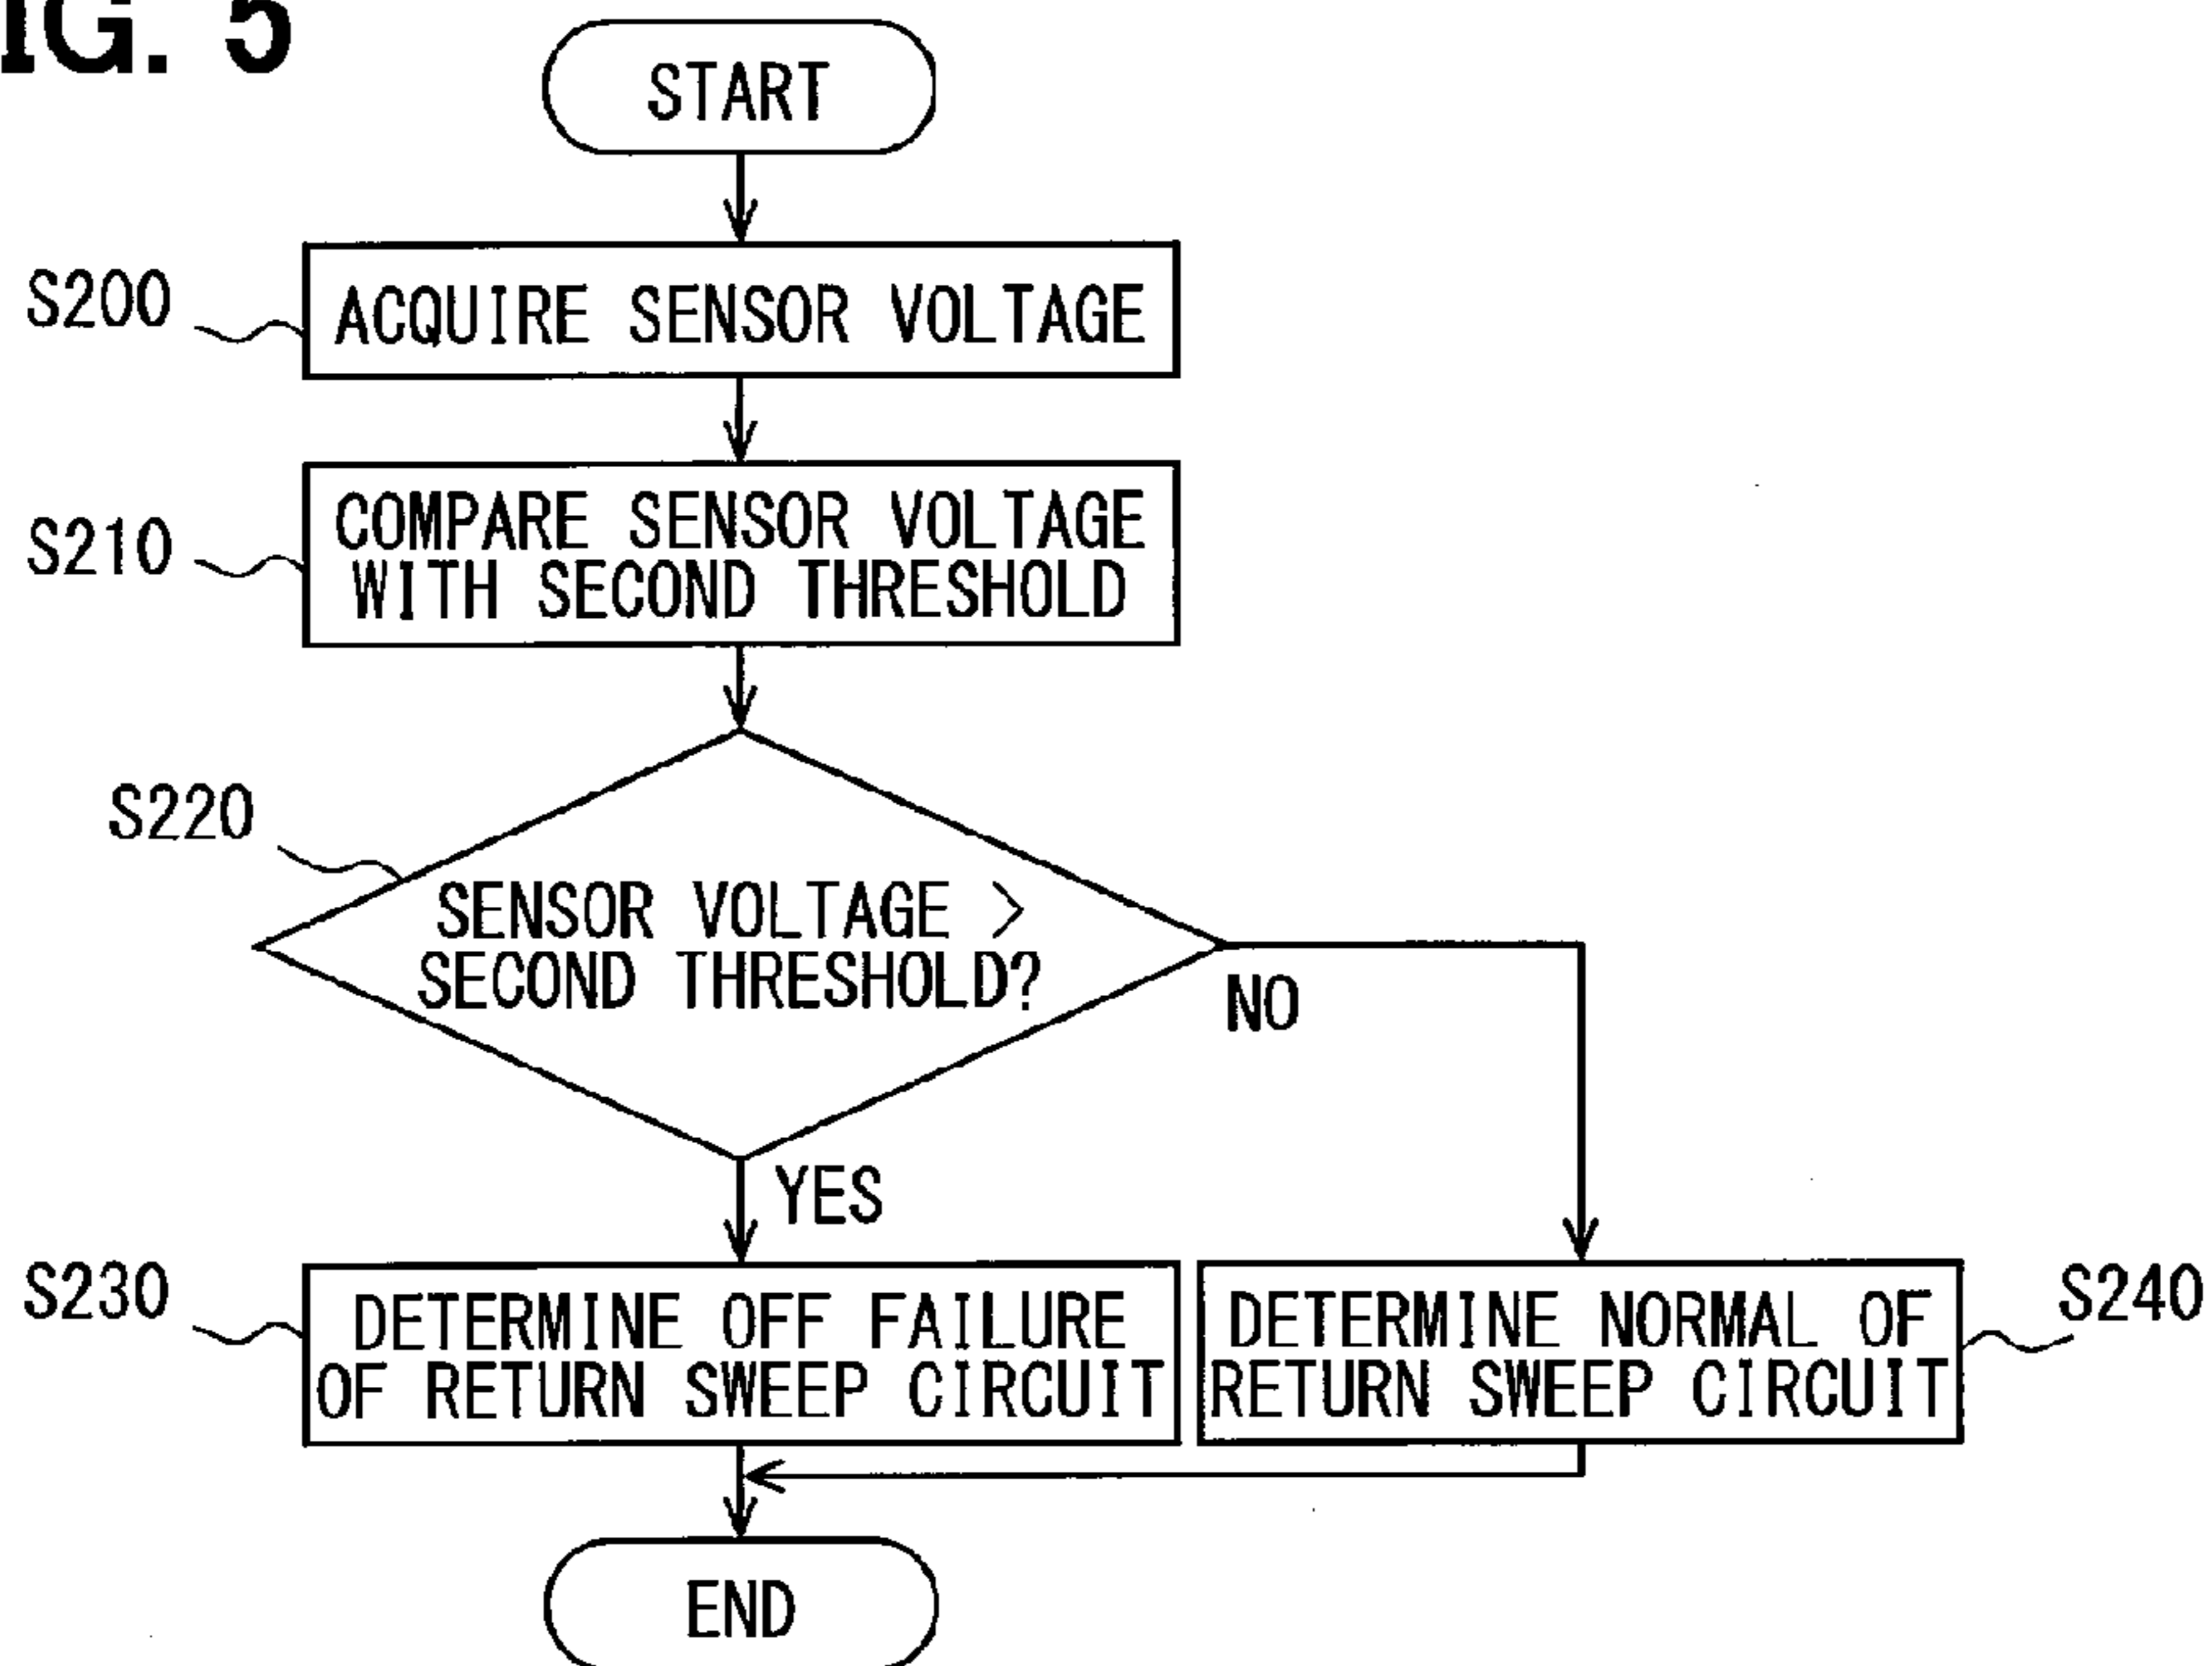 IG. 5
START
S200
ACQUIRE SENSOR VOLTAGE
S210
COMPARE SENSOR VOLTAGE
WITH SECOND THRESHOLD
S220
SENSOR VOLTAGE >
SECOND THRESHOLD?
NO
YES
S230
DETERMINE OFF FAILURE
OF RETURN SWEEP CIRCUIT
DETERMINE NORMAL OF
RETURN SWEEP CIRCUIT
S240
END